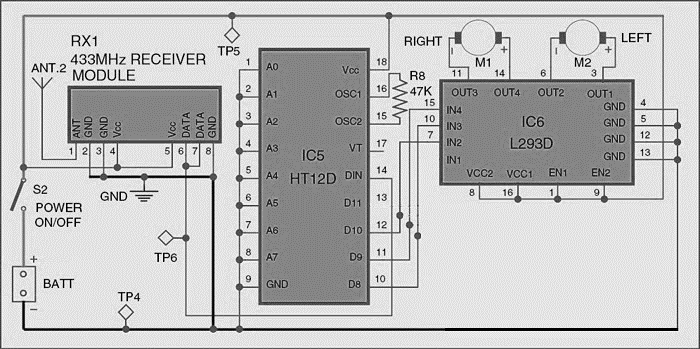 RX1
433MHz RECEIVER
MODULE
ANT.2
TP5
RIGHT
M1
M2
LEFT
+
−
−
+
ANT
GND
GND
Vcc
Vcc
DATA
DATA
GND
1 2 3 4 5 6 7 8
GND
S2
POWER
ON/OFF
+
BATT
−
TP4
TP6
1 A0
2 A1
3 A2
4 A3
5 A4
6 A5
7 A6
8 A7
9 GND
IC5
HT12D
Vcc 18
OSC1 16
OSC2 15
VT 17
DIN 14
D11 13
D10 12
D9 11
D8 10
R8
47K
11 14 6 3
OUT3 OUT4 OUT2 OUT1
15 IN4
10 IN3
7 IN2
2 IN1
IC6
L293D
GND 4
GND 5
GND 12
GND 13
VCC2 VCC1 EN1 EN2
8 16 1 9